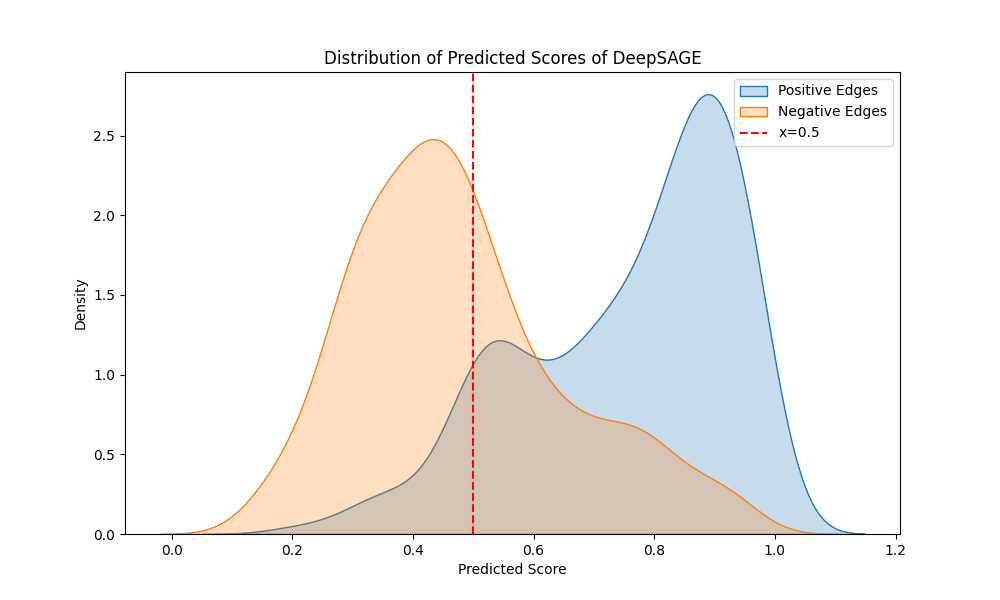 Distribution of Predicted Scores of DeepSAGE
Positive Edges
Negative Edges
x=0.5
Density
2.5
2.0
1.5
1.0
0.5
0.0
0.0 0.2 0.4 0.6 0.8 1.0 1.2
Predicted Score